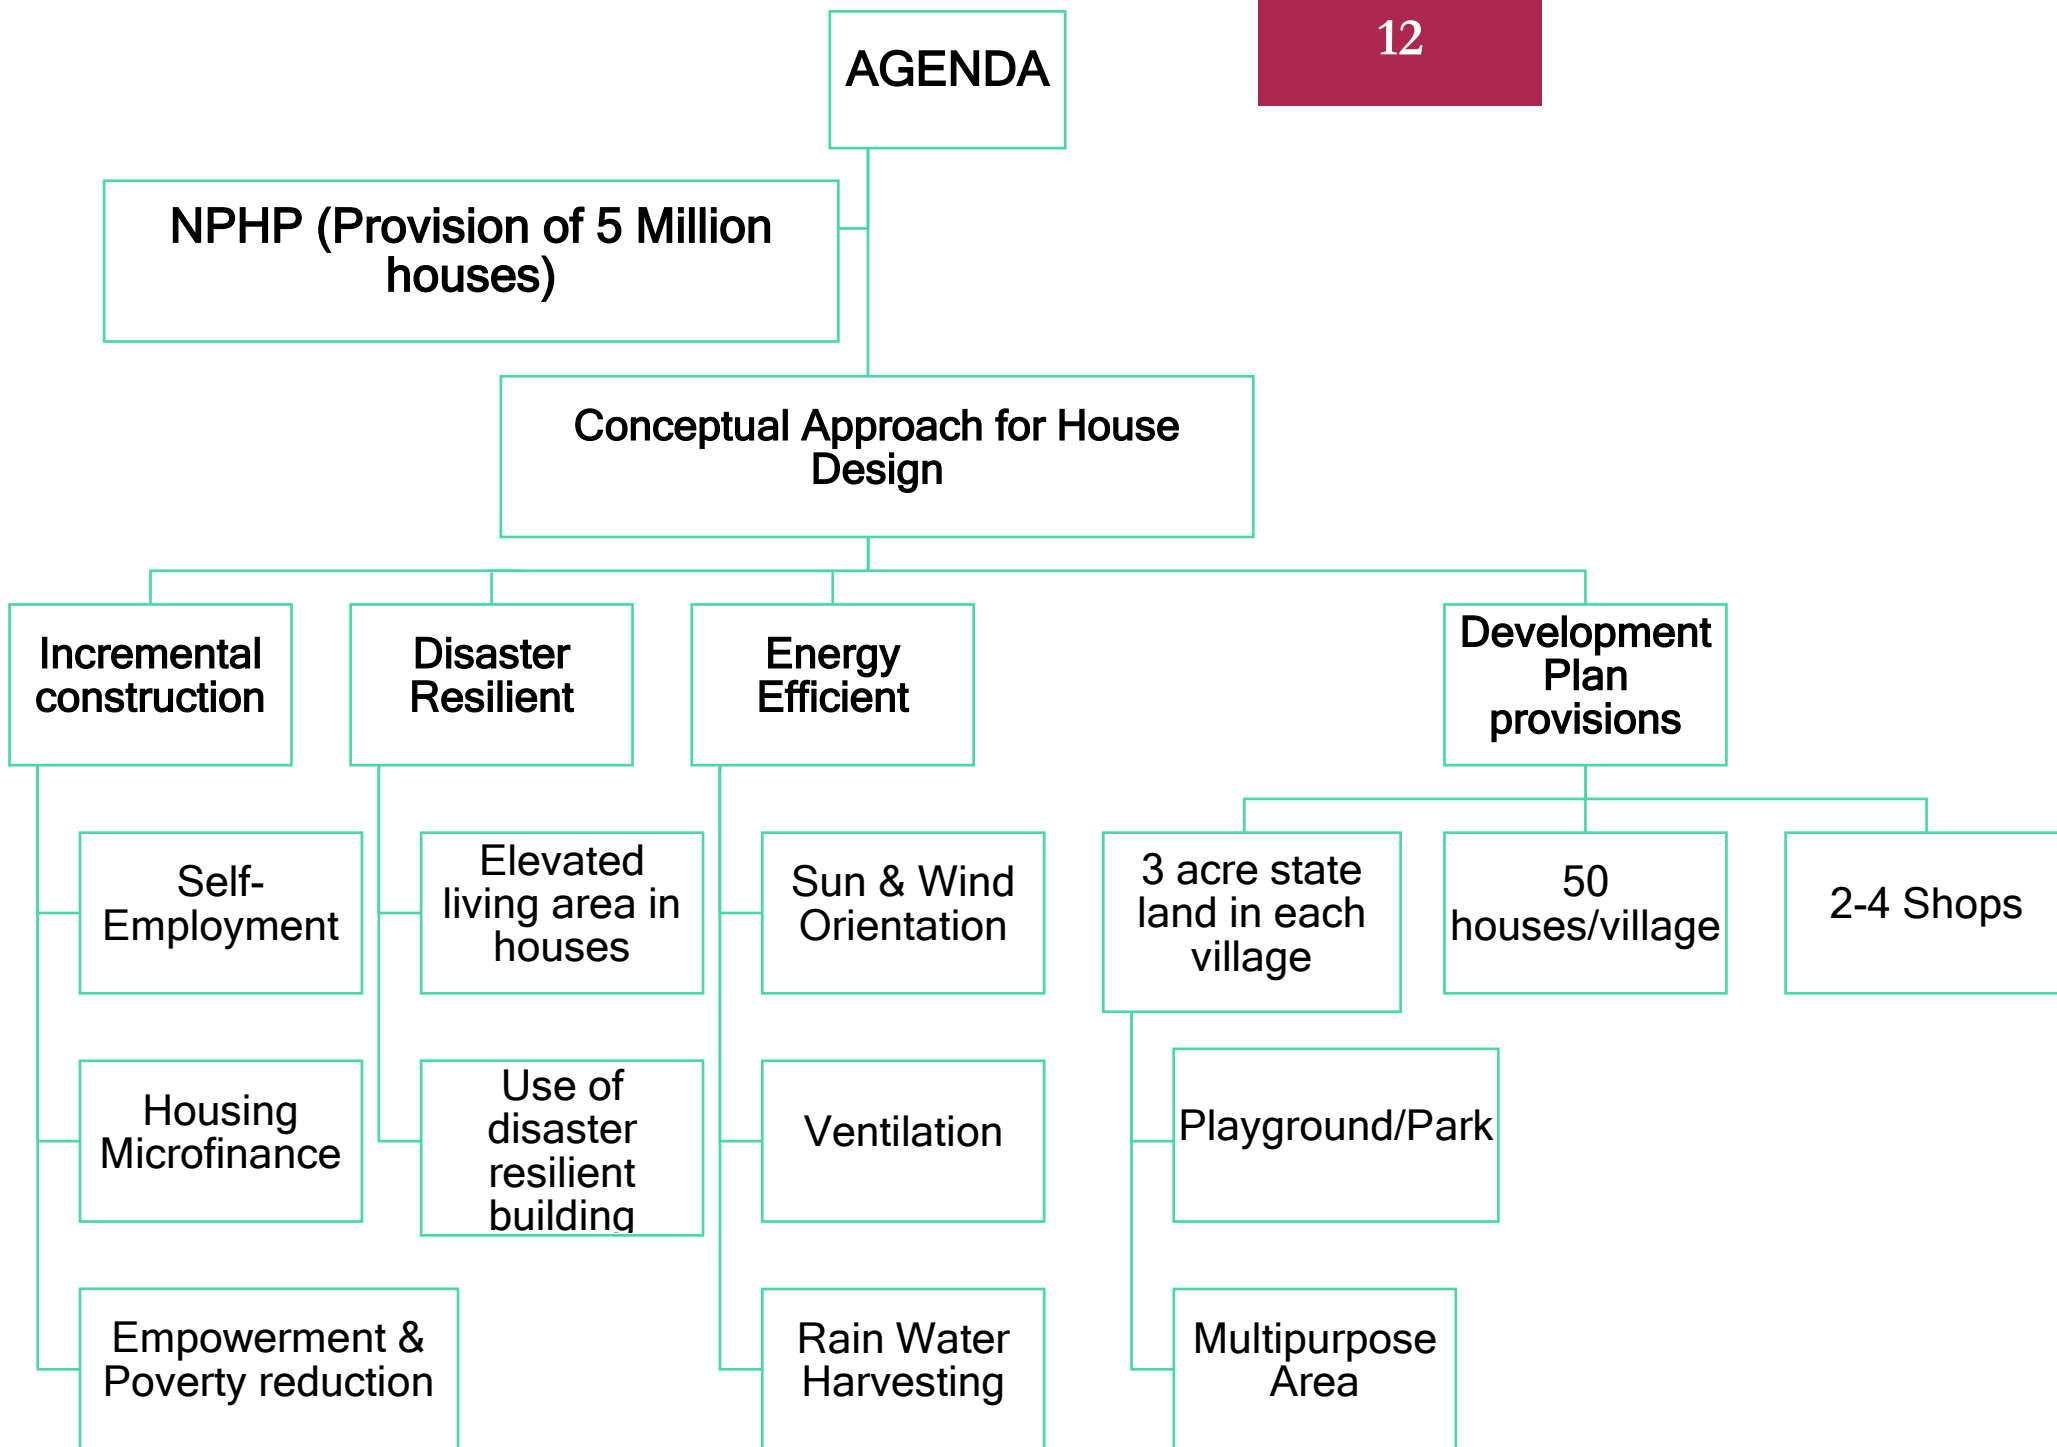 12
AGENDA
NPHP (Provision of 5 Million
houses)
Conceptual Approach for House
Design
Incremental
construction
Disaster
Resilient
Energy
Efficient
Development
Plan
provisions
Self-
Employment
Elevated
living area in
houses
Sun & Wind
Orientation
3 acre state
land in each
village
50
houses/village
2-4 Shops
Housing
Microfinance
Use of
disaster
resilient
building
Ventilation
Playground/Park
Empowerment &
Poverty reduction
Rain Water
Harvesting
Multipurpose
Area